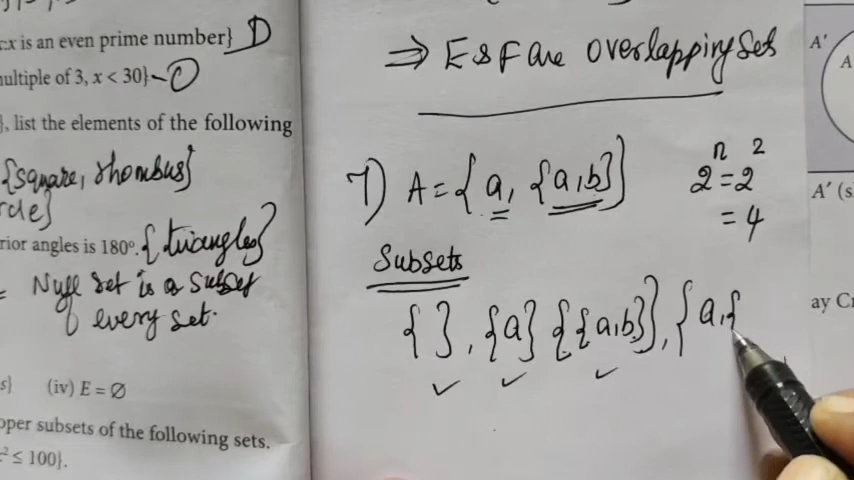 :x is an even prime number} D
multiple of 3, x < 30} - O
}, list the elements of the following
{square, rhombus}
rcle}
rior angles is 180°. {triangles}
= Null set is a subset
of every set.
s} (iv) E = ∅
oper subsets of the following sets.
² ≤ 100}.
⇒ E & F are overlapping sets
7) A = {a, {a,b}}
2ⁿ = 2²
= 4
Subsets
{ }, {a} {{a,b}}, {a,{
A'
A
A' (s
ay Cr